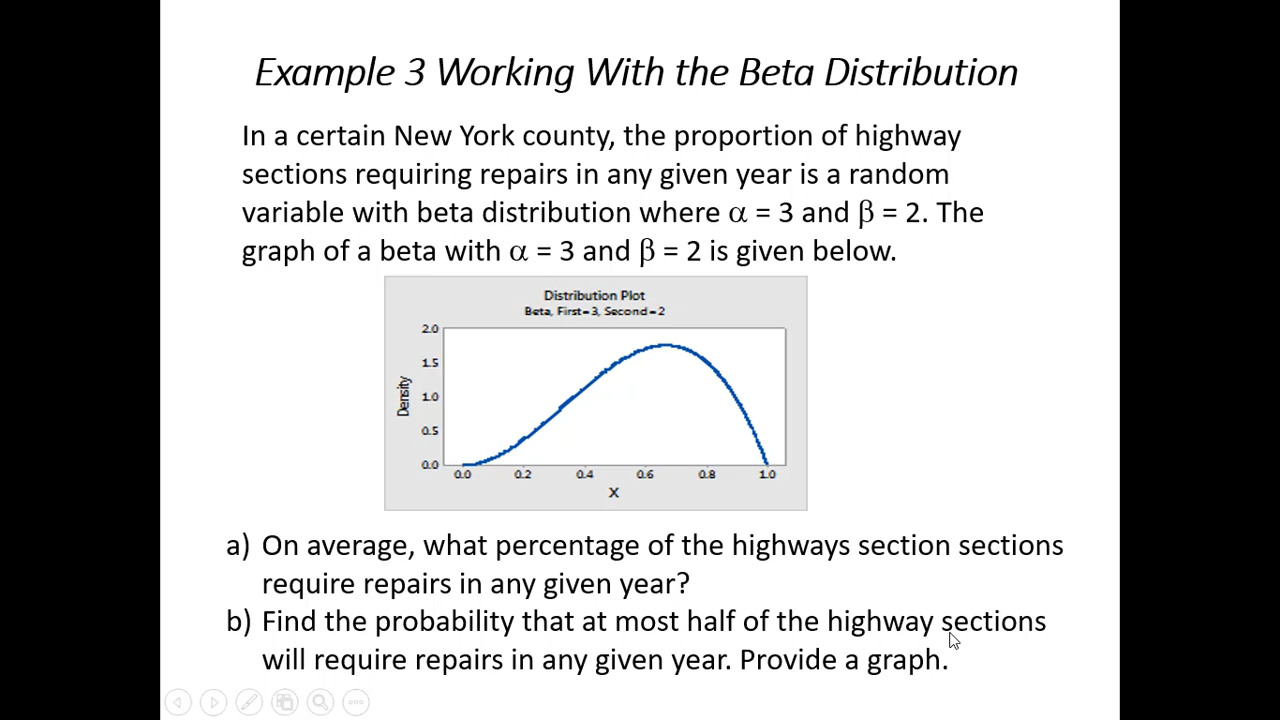 Example 3 Working With the Beta Distribution
In a certain New York county, the proportion of highway
sections requiring repairs in any given year is a random
variable with beta distribution where α = 3 and β = 2. The
graph of a beta with α = 3 and β = 2 is given below.
Distribution Plot
Beta, First=3, Second=2
2.0
1.5
1.0
0.5
0.0
Density
0.0 0.2 0.4 0.6 0.8 1.0
X
a) On average, what percentage of the highways section sections
require repairs in any given year?
b) Find the probability that at most half of the highway sections
will require repairs in any given year. Provide a graph.